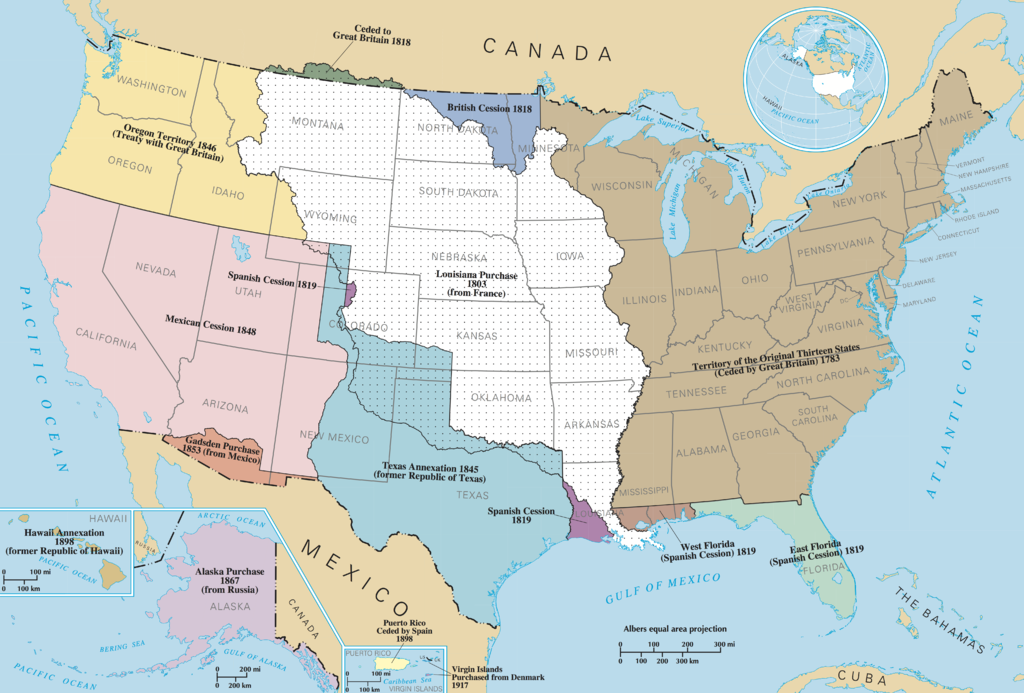 Ceded to
Great Britain 1818
CANADA
ALASKA
HAWAII
PACIFIC OCEAN
ATLANTIC OCEAN
WASHINGTON
Oregon Territory 1846
(Treaty with Great Britain)
OREGON
IDAHO
MONTANA
British Cession 1818
NORTH DAKOTA
MINNESOTA
SOUTH DAKOTA
WYOMING
NEBRASKA
Louisiana Purchase
1803
(from France)
IOWA
WISCONSIN
MICHIGAN
Lake Superior
Lake Michigan
Lake Huron
Lake Ontario
Lake Erie
MAINE
VERMONT
NEW HAMPSHIRE
MASSACHUSETTS
RHODE ISLAND
CONNECTICUT
NEW YORK
NEW JERSEY
PENNSYLVANIA
DELAWARE
MARYLAND
DC
OHIO
INDIANA
ILLINOIS
WEST
VIRGINIA
VIRGINIA
KENTUCKY
Territory of the Original Thirteen States
(Ceded by Great Britain) 1783
TENNESSEE
NORTH CAROLINA
SOUTH
CAROLINA
GEORGIA
ALABAMA
MISSISSIPPI
NEVADA
UTAH
Spanish Cession 1819
COLORADO
KANSAS
MISSOURI
Mexican Cession 1848
CALIFORNIA
ARIZONA
NEW MEXICO
OKLAHOMA
ARKANSAS
Gadsden Purchase
1853 (from Mexico)
Texas Annexation 1845
(former Republic of Texas)
TEXAS
Spanish Cession
1819
LOUISIANA
West Florida
(Spanish Cession) 1819
East Florida
(Spanish Cession) 1819
FLORIDA
PACIFIC OCEAN
ATLANTIC OCEAN
GULF OF MEXICO
MEXICO
THE BAHAMAS
CUBA
HAWAII
Hawaii Annexation
1898
(former Republic of Hawaii)
PACIFIC OCEAN
0 100 mi
0 100 km
ARCTIC OCEAN
RUSSIA
Alaska Purchase
1867
(from Russia)
ALASKA
CANADA
BERING SEA
GULF OF ALASKA
PACIFIC OCEAN
0 200 mi
0 200 km
Puerto Rico
Ceded by Spain
1898
PUERTO RICO
Caribbean Sea
0 100 mi
0 100 km
VIRGIN ISLANDS
Virgin Islands
Purchased from Denmark
1917
Albers equal area projection
0 100 200 300 mi
0 100 200 300 km